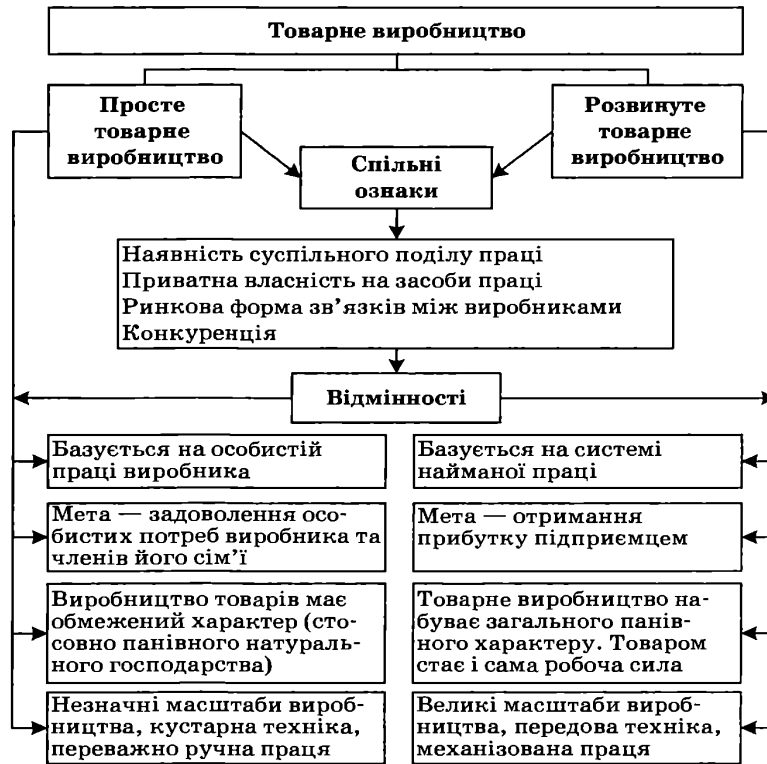 Товарне виробництво
Просте
товарне
виробництво
Розвинуте
товарне
виробництво
Спільні
ознаки
Наявність суспільного поділу праці
Приватна власність на засоби праці
Ринкова форма зв’язків між виробниками
Конкуренція
Відмінності
Базується на особистій
праці виробника
Базується на системі
найманої праці
Мета — задоволення осо-
бистих потреб виробника та
членів його сім’ї
Мета — отримання
прибутку підприємцем
Виробництво товарів має
обмежений характер (сто-
совно панівного натураль-
ного господарства)
Товарне виробництво на-
буває загального панів-
ного характеру. Товаром
стає і сама робоча сила
Незначні масштаби вироб-
ництва, кустарна техніка,
переважно ручна праця
Великі масштаби вироб-
ництва, передова техніка,
механізована праця